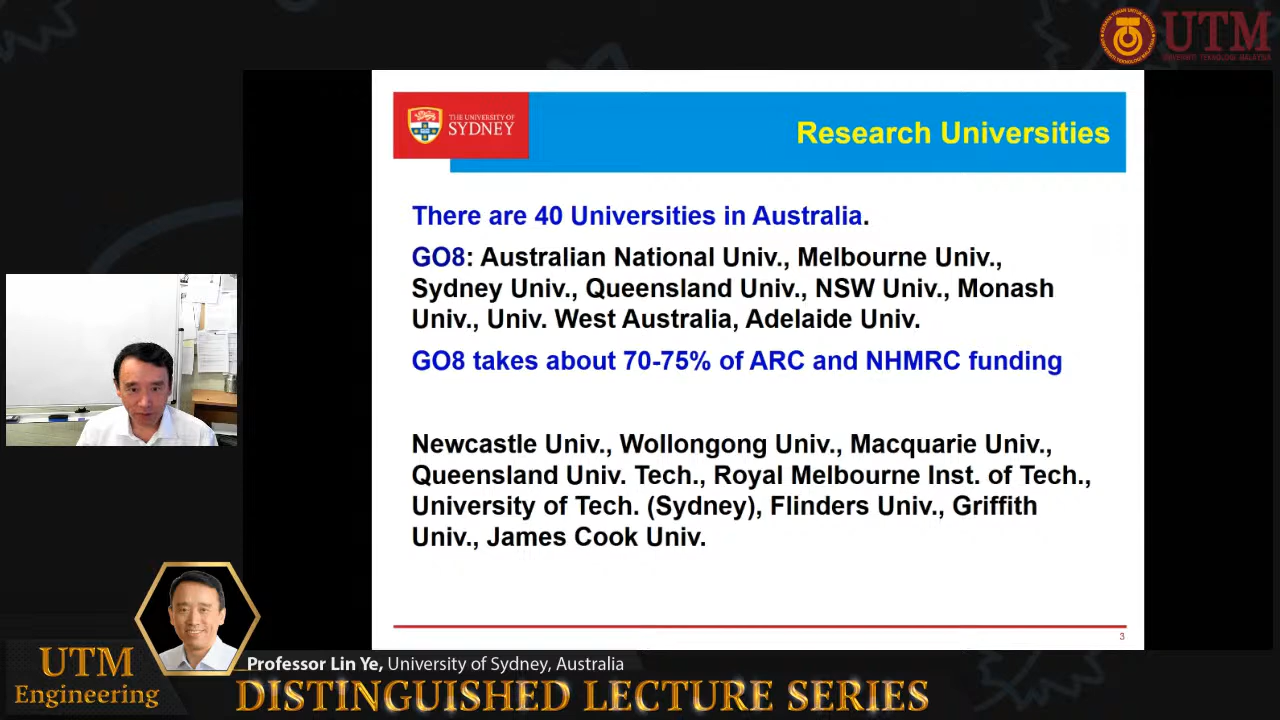 UTM
UNIVERSITI TEKNOLOGI MALAYSIA
THE UNIVERSITY OF
SYDNEY
Research Universities
There are 40 Universities in Australia.
GO8: Australian National Univ., Melbourne Univ.,
Sydney Univ., Queensland Univ., NSW Univ., Monash
Univ., Univ. West Australia, Adelaide Univ.
GO8 takes about 70-75% of ARC and NHMRC funding
Newcastle Univ., Wollongong Univ., Macquarie Univ.,
Queensland Univ. Tech., Royal Melbourne Inst. of Tech.,
University of Tech. (Sydney), Flinders Univ., Griffith
Univ., James Cook Univ.
3
UTM
Engineering
Professor Lin Ye, University of Sydney, Australia
DISTINGUISHED LECTURE SERIES